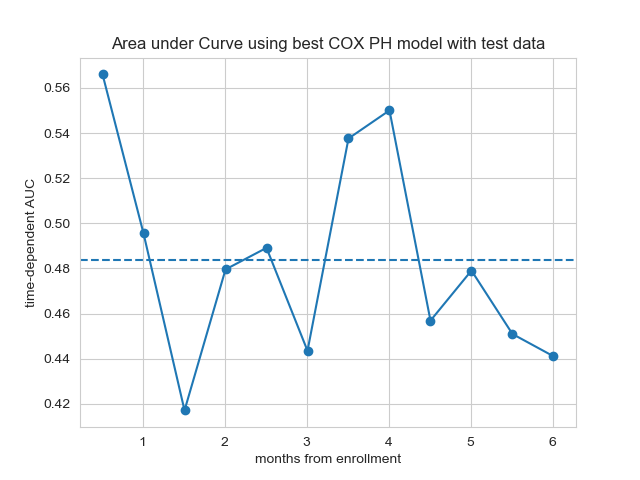 Area under Curve using best COX PH model with test data
time-dependent AUC
0.56
0.54
0.52
0.50
0.48
0.46
0.44
0.42
1 2 3 4 5 6
months from enrollment